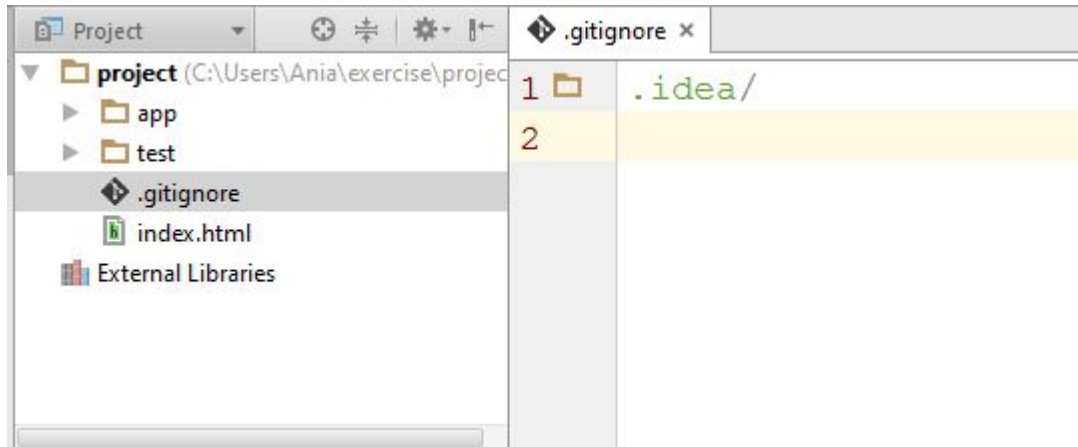 Project
project (C:\Users\Ania\exercise\projec
app
test
.gitignore
index.html
External Libraries
.gitignore
1 .idea/
2